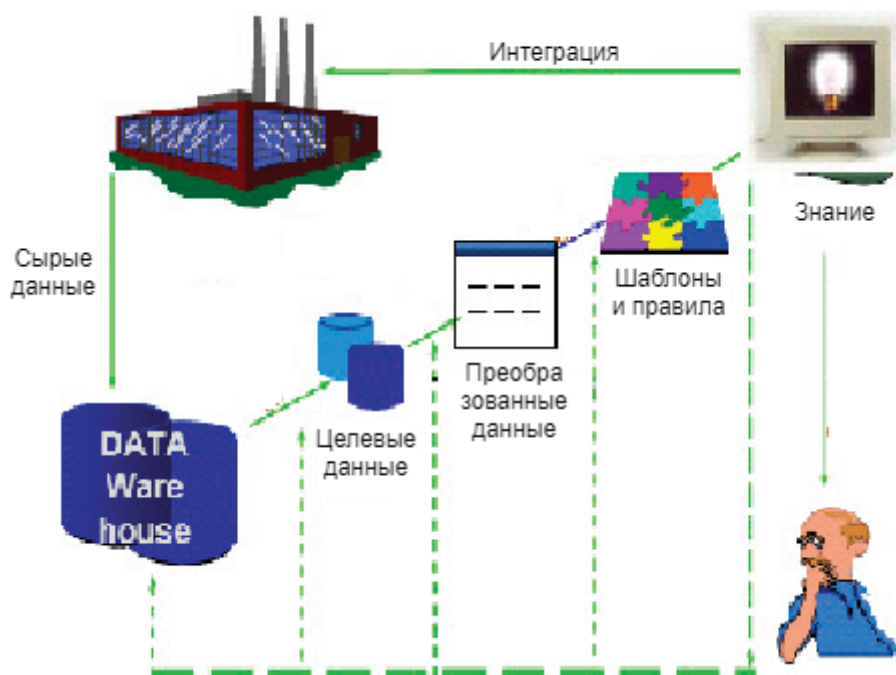 Интеграция
Знание
Сырые
данные
Шаблоны
и правила
Преобра
зованные
данные
Целевые
данные
DATA
Ware
house